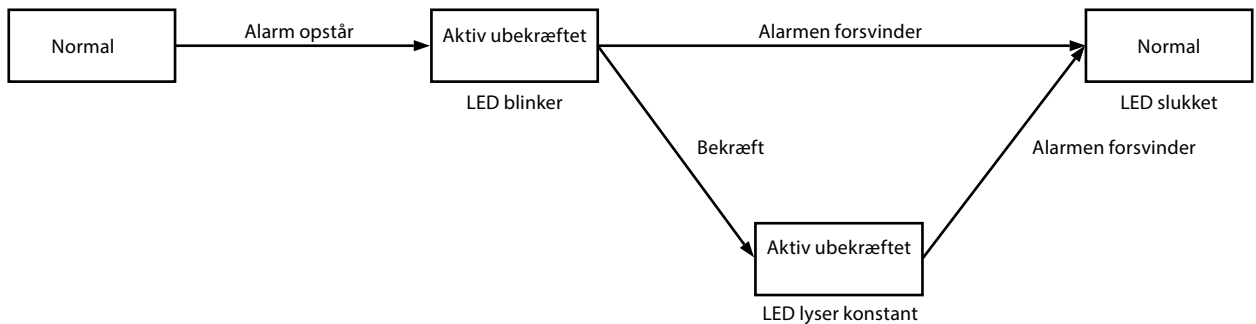 Normal
Alarm opstår
Aktiv ubekræftet
LED blinker
Alarmen forsvinder
Normal
LED slukket
Bekræft
Alarmen forsvinder
Aktiv ubekræftet
LED lyser konstant